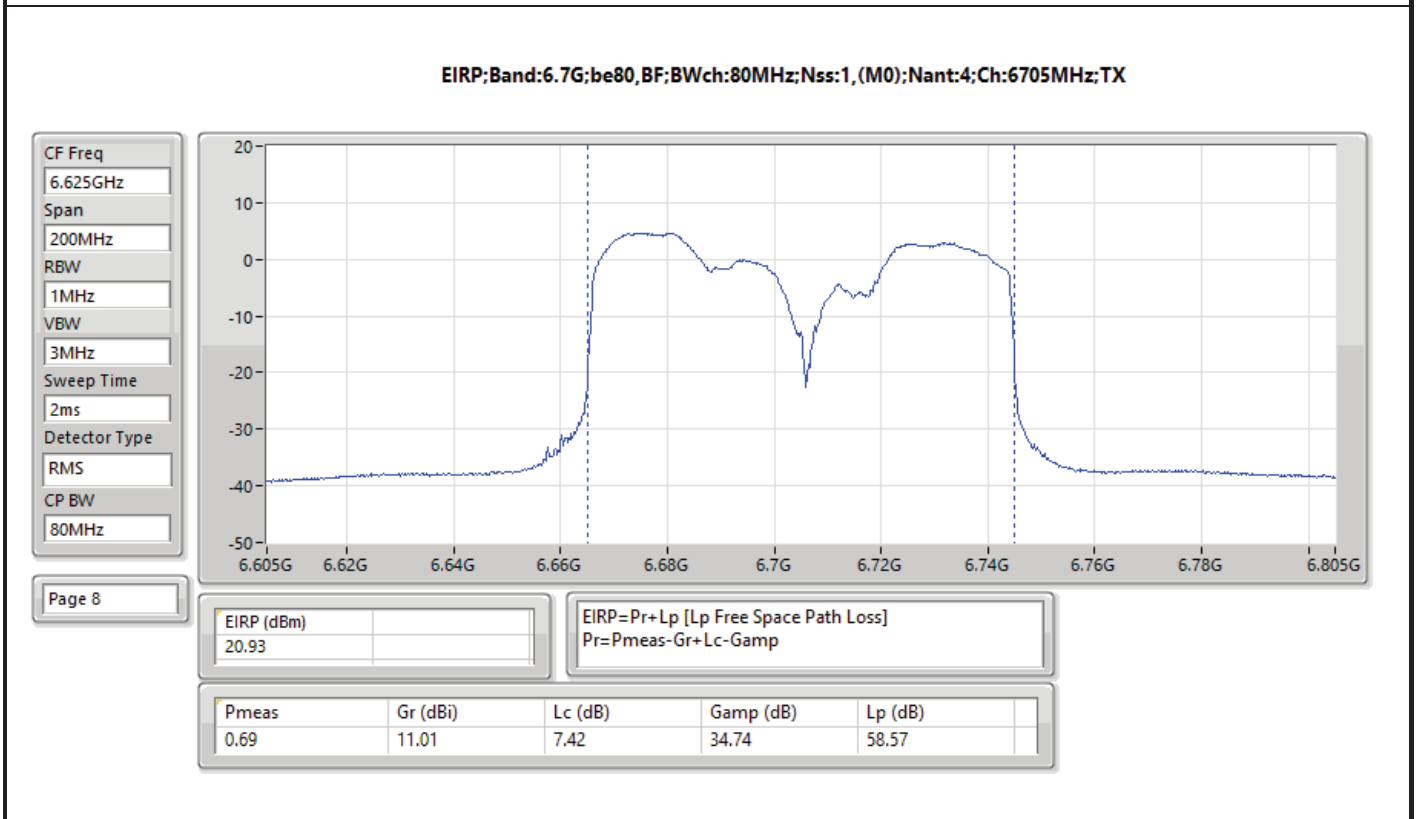 EIRP;Band:6.7G;be80,BF;BWch:80MHz;Nss:1,(M0);Nant:4;Ch:6705MHz;TX
CF Freq
6.625GHz
Span
200MHz
RBW
1MHz
VBW
3MHz
Sweep Time
2ms
Detector Type
RMS
CP BW
80MHz
Page 8
20
10
0
-10
-20
-30
-40
-50
6.605G 6.62G 6.64G 6.66G 6.68G 6.7G 6.72G 6.74G 6.76G 6.78G 6.805G
EIRP (dBm)
20.93
EIRP=Pr+Lp [Lp Free Space Path Loss]
Pr=Pmeas-Gr+Lc-Gamp
Pmeas Gr (dBi) Lc (dB) Gamp (dB) Lp (dB)
0.69 11.01 7.42 34.74 58.57